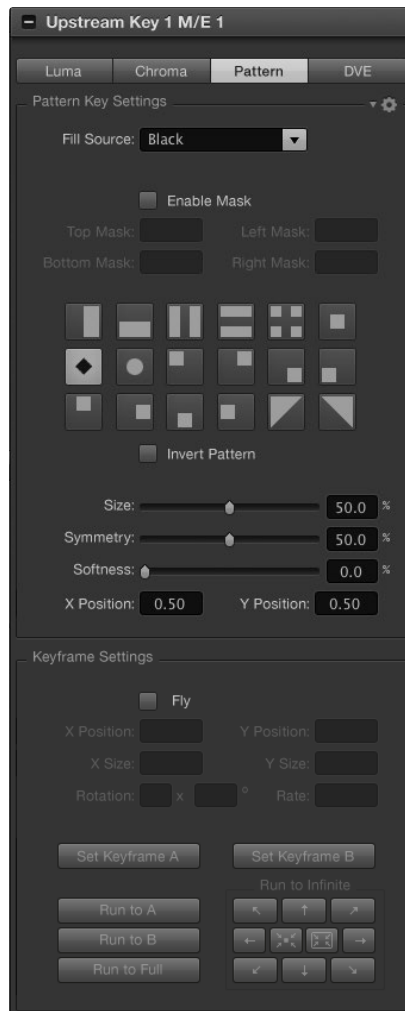 Upstream Key 1 M/E 1
Luma Chroma Pattern DVE
Pattern Key Settings
Fill Source: Black
Enable Mask
Top Mask: Left Mask:
Bottom Mask: Right Mask:
Invert Pattern
Size: 50.0 %
Symmetry: 50.0 %
Softness: 0.0 %
X Position: 0.50 Y Position: 0.50
Keyframe Settings
Fly
X Position: Y Position:
X Size: Y Size:
Rotation: x ° Rate:
Set Keyframe A Set Keyframe B
Run to Infinite
Run to A
Run to B
Run to Full